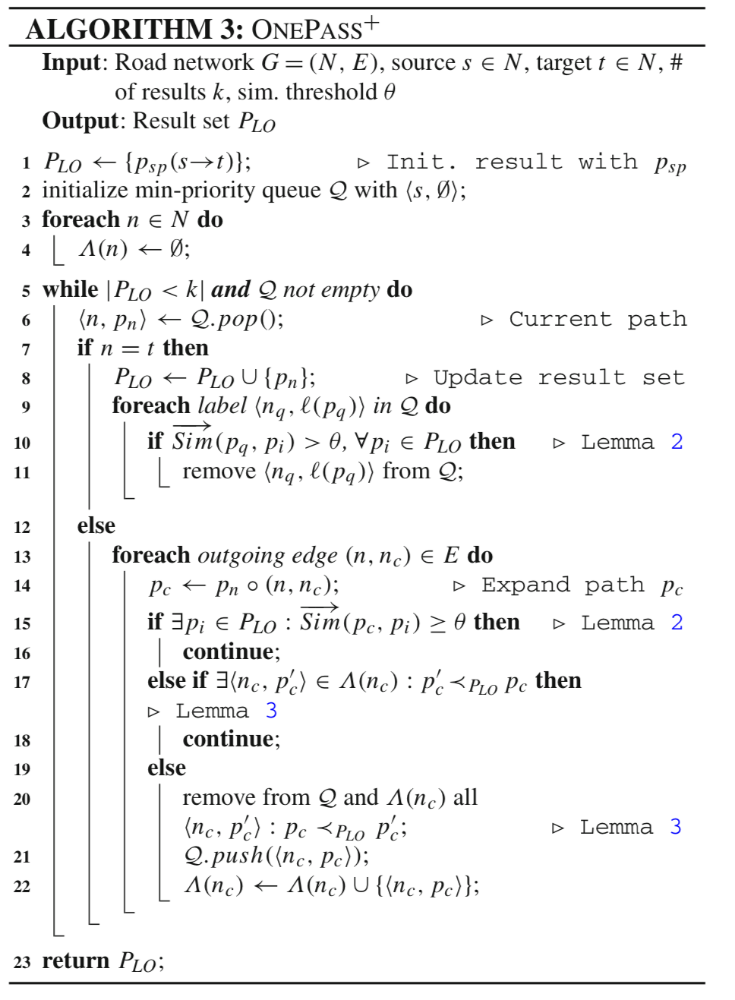 ALGORITHM 3: ONEPASS⁺
Input: Road network G = (N, E), source s ∈ N, target t ∈ N, #
of results k, sim. threshold θ
Output: Result set P_LO
1 P_LO ← {p_sp(s→t)}; ▹ Init. result with p_sp
2 initialize min-priority queue 𝒬 with ⟨s, ∅⟩;
3 foreach n ∈ N do
4 Λ(n) ← ∅;
5 while |P_LO < k| and 𝒬 not empty do
6 ⟨n, p_n⟩ ← 𝒬.pop(); ▹ Current path
7 if n = t then
8 P_LO ← P_LO ∪ {p_n}; ▹ Update result set
9 foreach label ⟨n_q, ℓ(p_q)⟩ in 𝒬 do
10 if \overrightarrow{Sim}(p_q, p_i) > θ, ∀p_i ∈ P_LO then ▹ Lemma 2
11 remove ⟨n_q, ℓ(p_q)⟩ from 𝒬;
12 else
13 foreach outgoing edge (n, n_c) ∈ E do
14 p_c ← p_n ∘ (n, n_c); ▹ Expand path p_c
15 if ∃p_i ∈ P_LO : \overrightarrow{Sim}(p_c, p_i) ≥ θ then ▹ Lemma 2
16 continue;
17 else if ∃⟨n_c, p′_c⟩ ∈ Λ(n_c) : p′_c ≺_{P_LO} p_c then
▹ Lemma 3
18 continue;
19 else
20 remove from 𝒬 and Λ(n_c) all
⟨n_c, p′_c⟩ : p_c ≺_{P_LO} p′_c; ▹ Lemma 3
21 𝒬.push(⟨n_c, p_c⟩);
22 Λ(n_c) ← Λ(n_c) ∪ {⟨n_c, p_c⟩};
23 return P_LO;